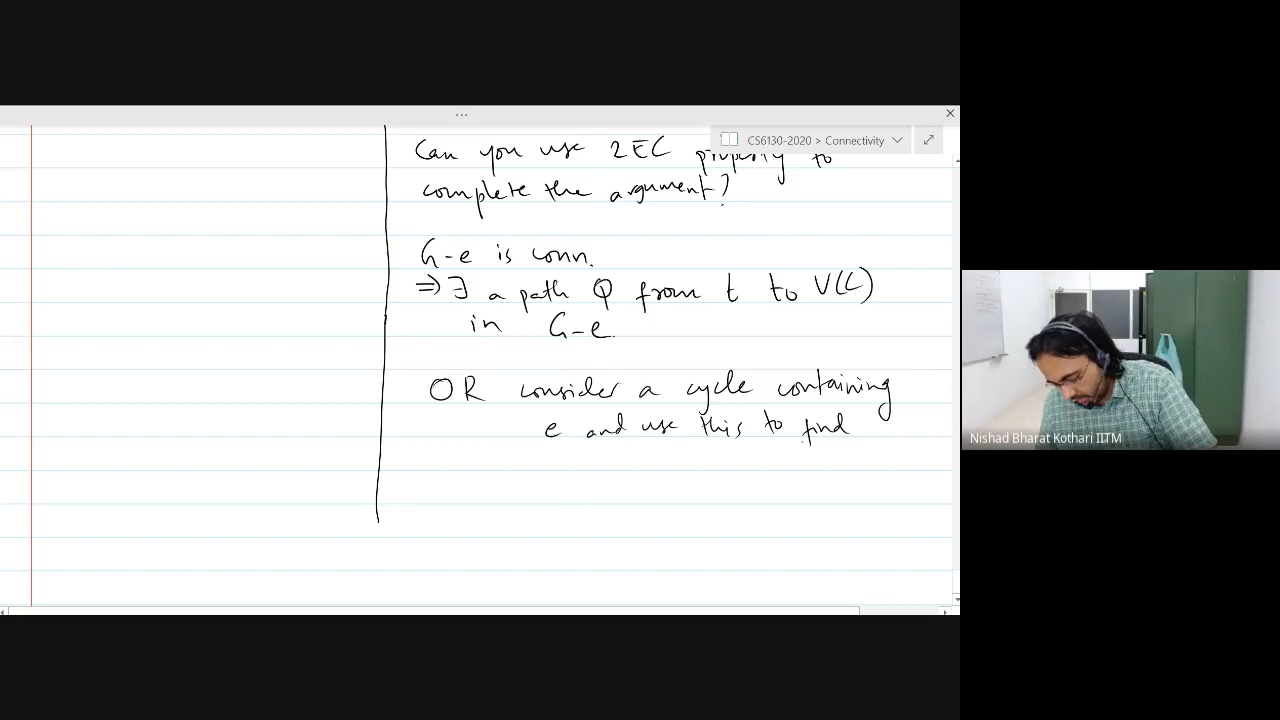 ...
CS6130-2020 > Connectivity
Can you use 2EC property to
complete the argument?
G-e is conn.
⇒ ∃ a path Q from t to V(C)
in G-e.
OR consider a cycle containing
e and use this to find
Nishad Bharat Kothari IITM